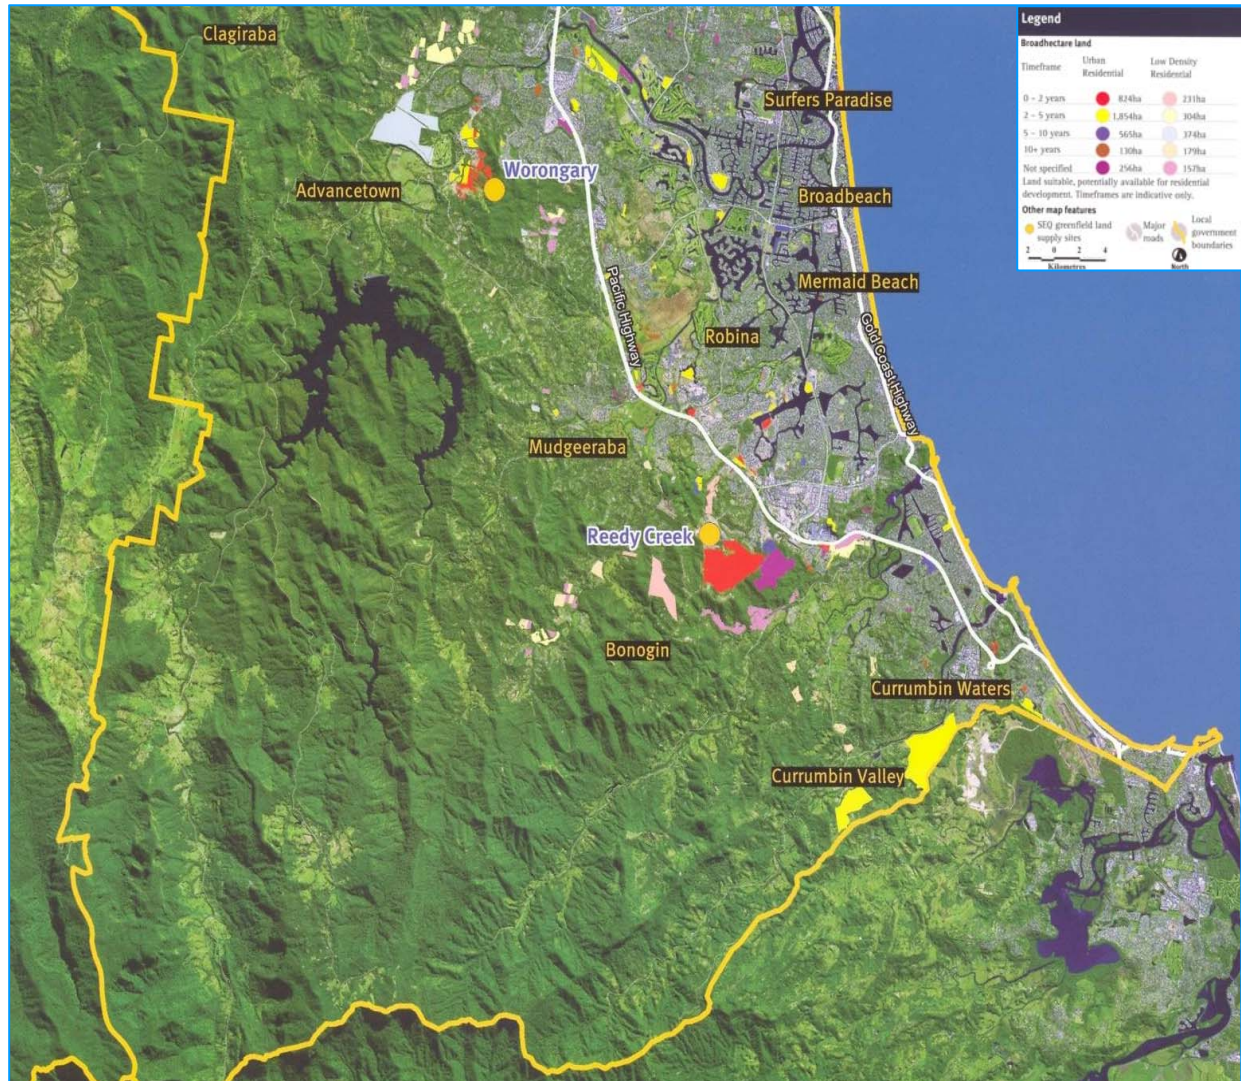 Clagiraba
Legend
Broadhectare land
Timeframe Urban Residential Low Density Residential
0 - 2 years 824ha 231ha
2 - 5 years 1,854ha 304ha
5 - 10 years 565ha 374ha
10+ years 130ha 179ha
Not specified 256ha 157ha
Land suitable, potentially available for residential
development. Timeframes are indicative only.
Other map features
SEQ greenfield land supply sites
Major roads
Local government boundaries
2 0 2 4
Kilometres
North
Surfers Paradise
Worongary
Advancetown
Broadbeach
Pacific Highway
Mermaid Beach
Robina
Gold Coast Highway
Mudgeeraba
Reedy Creek
Bonogin
Currumbin Waters
Currumbin Valley